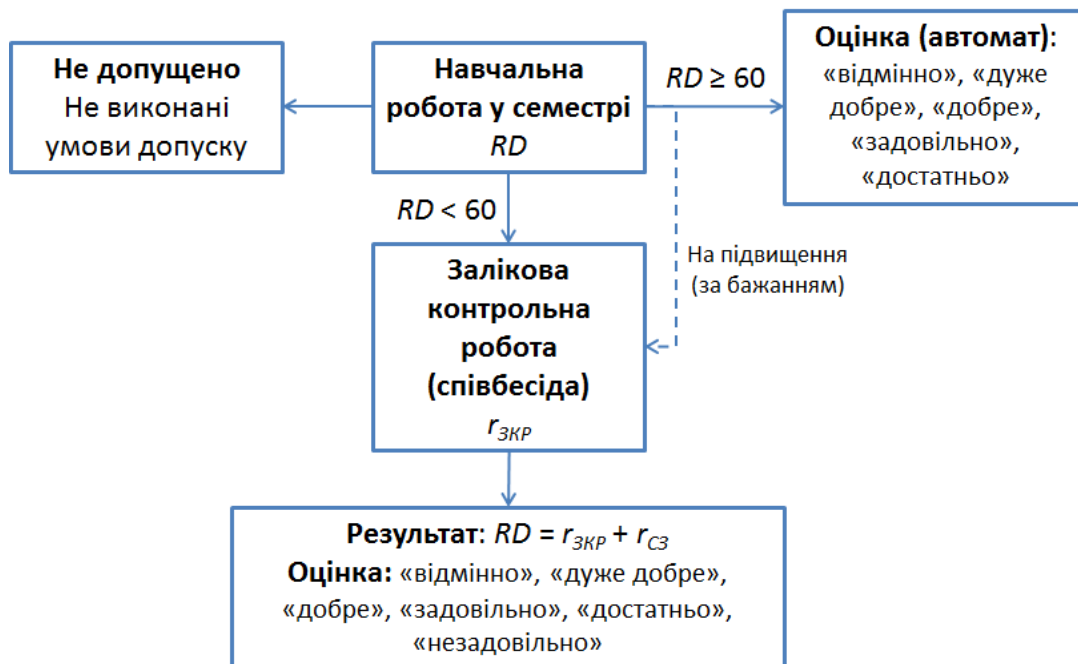 Не допущено
Не виконані
умови допуску
Навчальна
робота у семестрі
RD
RD ≥ 60
Оцінка (автомат):
«відмінно», «дуже
добре», «добре»,
«задовільно»,
«достатньо»
RD < 60
На підвищення
(за бажанням)
Залікова
контрольна
робота
(співбесіда)
rЗКР
Результат: RD = rЗКР + rСЗ
Оцінка: «відмінно», «дуже добре»,
«добре», «задовільно», «достатньо»,
«незадовільно»